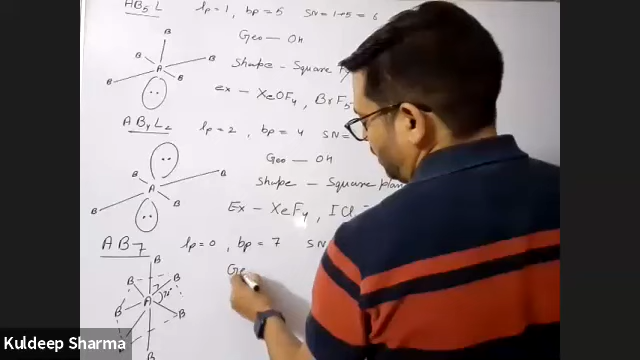 AB5L lp=1, bp=5 SN=1+5=6
Geo — Oh
B
B
B
A
B
B
Shape - Square
ex - XeOF4, BrF5
AB4L2 lp=2, bp=4 SN=
Geo — Oh
B
B
A
B
B
Shape — Square plan
Ex - XeF4, ICl
AB7 lp=0, bp=7 SN
Ge
B
B
B
A
72°
B
B
B
Kuldeep Sharma